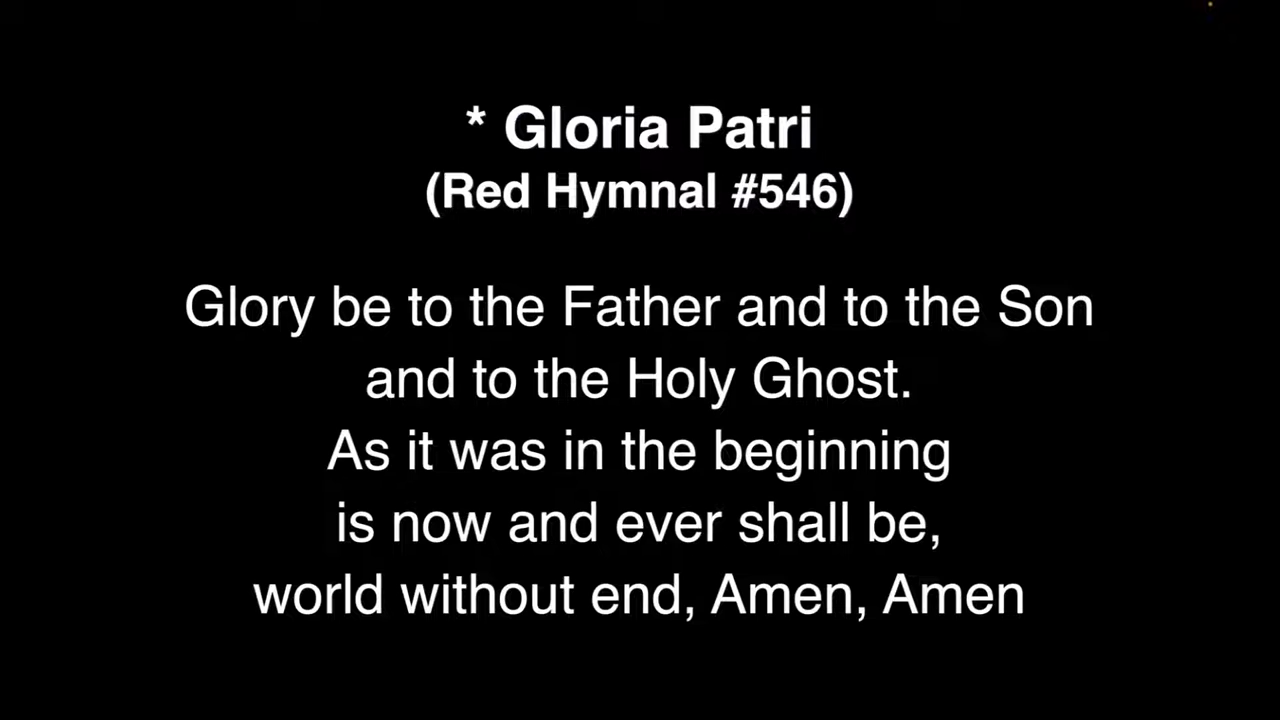 * Gloria Patri
(Red Hymnal #546)
Glory be to the Father and to the Son
and to the Holy Ghost.
As it was in the beginning
is now and ever shall be,
world without end, Amen, Amen